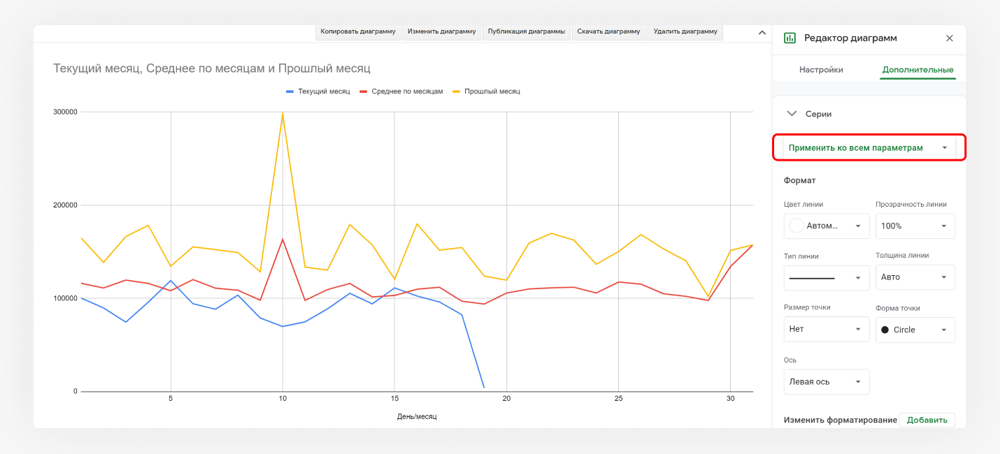 Копировать диаграмму Изменить диаграмму Публикация диаграммы Скачать диаграмму Удалить диаграмму
Текущий месяц, Среднее по месяцам и Прошлый месяц
Текущий месяц Среднее по месяцам Прошлый месяц
300000
200000
100000
0
5 10 15 20 25 30
День/месяц
Редактор диаграмм
Настройки Дополнительные
Серии
Применить ко всем параметрам
Формат
Цвет линии Прозрачность линии
Автом... 100%
Тип линии Толщина линии
Авто
Размер точки Форма точки
Нет Circle
Ось
Левая ось
Изменить форматирование Добавить